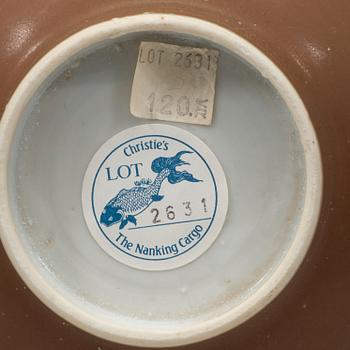 LOT 2631
120.
Christie's
LOT
2631
The Nanking Cargo